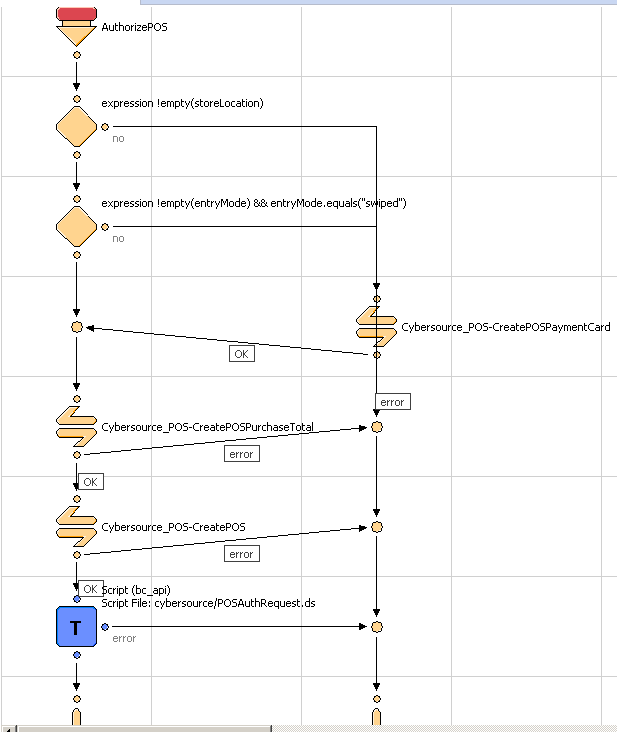 AuthorizePOS
expression !empty(storeLocation)
no
expression !empty(entryMode) && entryMode.equals("swiped")
no
Cybersource_POS-CreatePOSPaymentCard
OK
error
Cybersource_POS-CreatePOSPurchaseTotal
error
OK
Cybersource_POS-CreatePOS
error
OK
Script (bc_api)
Script File: cybersource/POSAuthRequest.ds
T
error